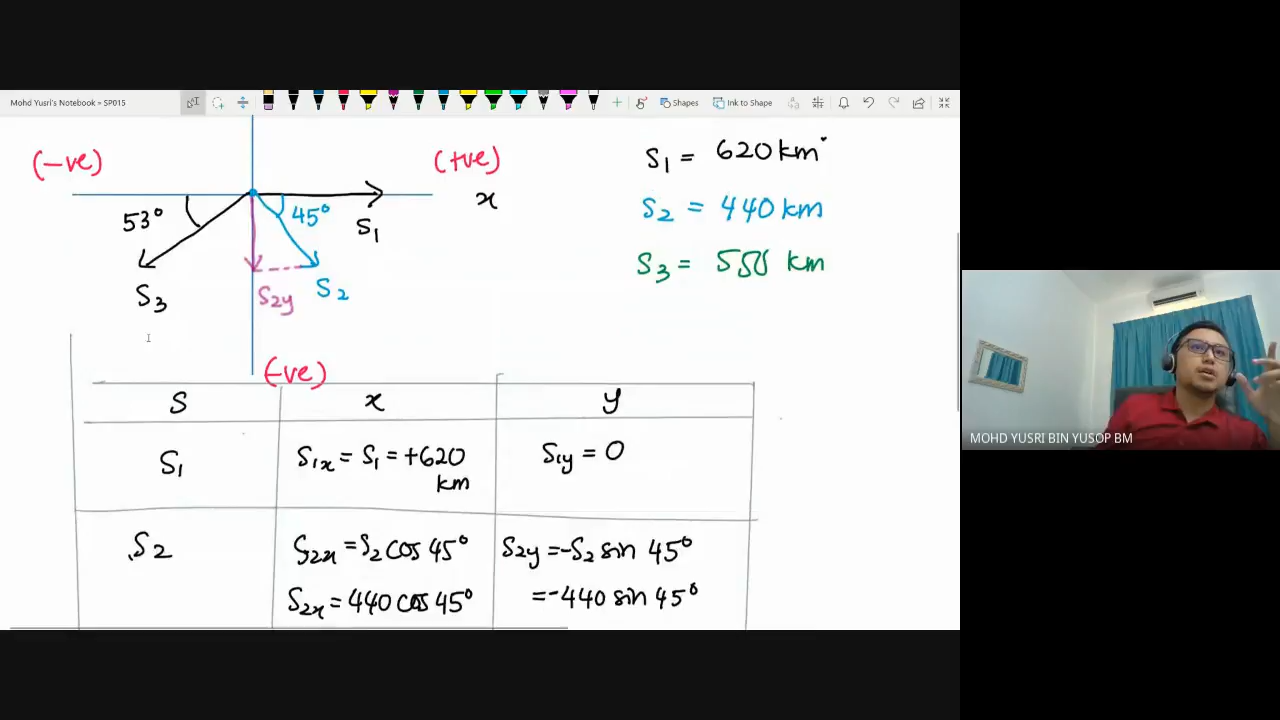 Mohd Yusri's Notebook » SP015
Shapes
Ink to Shape
(-ve)
(+ve)
x
53°
45°
S1
S3
S2y
S2
(-ve)
S1 = 620 km
S2 = 440 km
S3 = km
S
x
y
S1
S1x = S1 = +620
km
S1y = 0
S2
S2x = S2 cos 45°
S2x = 440 cos 45°
S2y = -S2 sin 45°
= -440 sin 45°
MOHD YUSRI BIN YUSOP BM